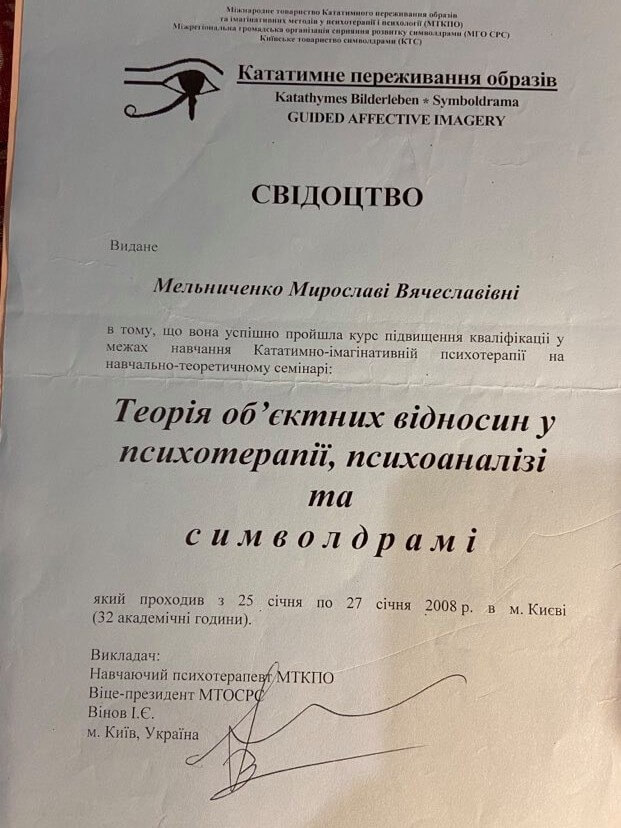 Міжнародне товариство Кататимного переживання образів
та імагінативних методів у психотерапії і психології (МТКПО)
Міжрегіональна громадська організація сприяння розвитку символдрами (МГО СРС)
Київське товариство символдрами (КТС)
Кататимне переживання образів
Katathymes Bilderleben * Symboldrama
GUIDED AFFECTIVE IMAGERY
СВІДОЦТВО
Видане
Мельниченко Мирославі Вячеславівні
в тому, що вона успішно пройшла курс підвищення кваліфікації у
межах навчання Кататимно-імагінативній психотерапії на
навчально-теоретичному семінарі:
Теорія об’єктних відносин у
психотерапії, психоаналізі
та
символдрамі
який проходив з 25 січня по 27 січня 2008 р. в м. Києві
(32 академічні години).
Викладач:
Навчаючий психотерапевт МТКПО
Віце-президент МТОСРС
Вінов І.Є.
м. Київ, Україна